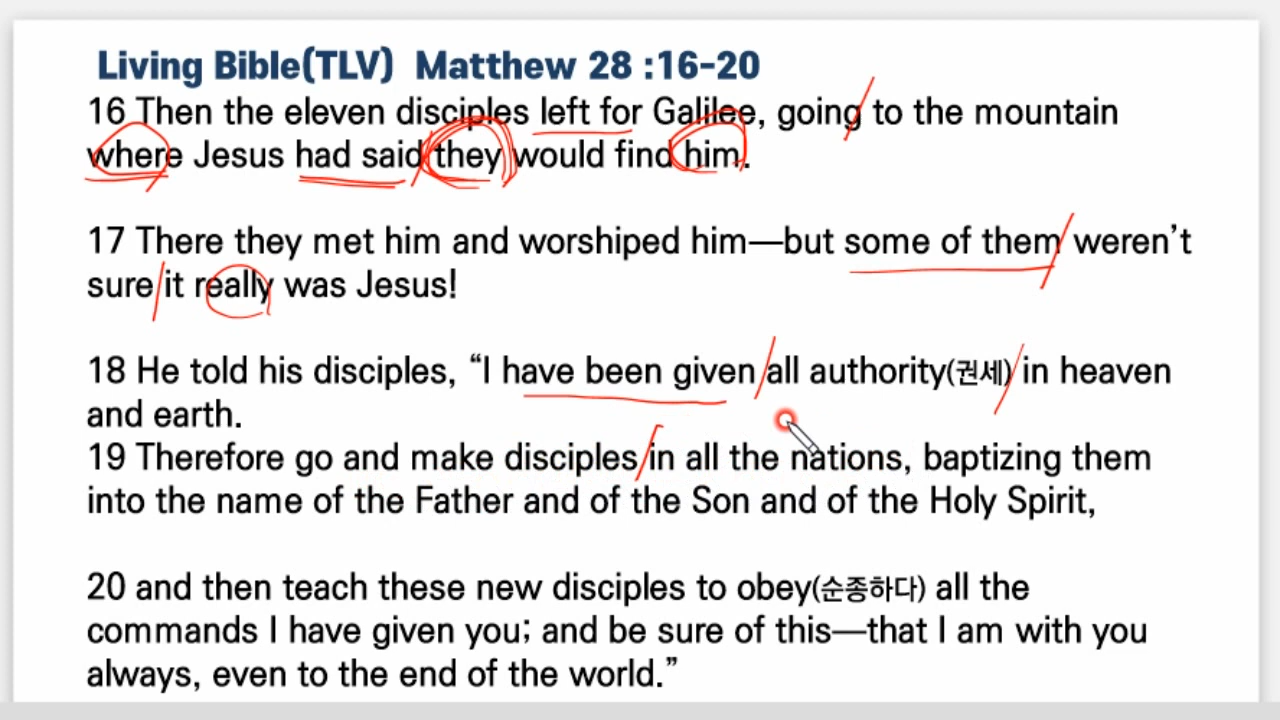 Living Bible(TLV) Matthew 28 :16-20
16 Then the eleven disciples left for Galilee, going to the mountain
where Jesus had said they would find him.
17 There they met him and worshiped him—but some of them weren't
sure it really was Jesus!
18 He told his disciples, “I have been given all authority(권세) in heaven
and earth.
19 Therefore go and make disciples in all the nations, baptizing them
into the name of the Father and of the Son and of the Holy Spirit,
20 and then teach these new disciples to obey(순종하다) all the
commands I have given you; and be sure of this—that I am with you
always, even to the end of the world.”